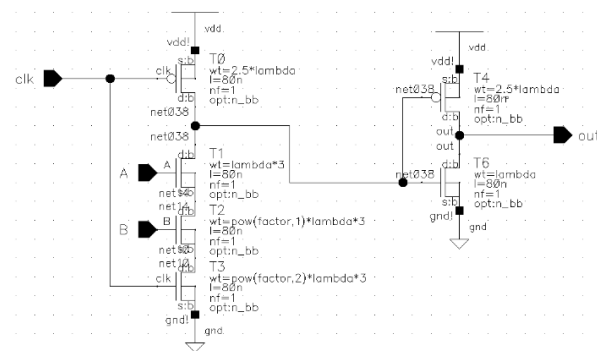 vdd
vdd!
s:b
T0
clk
clk
wt=2.5*lambda
l=80n
nf=1
d:b
opt:n_bb
net038
net038
T1
A
A
wt=lambda*3
l=80n
nf=1
opt:n_bb
net14
d:b
T2
B
B
wt=pow(factor,1)*lambda*3
l=80n
nf=1
opt:n_bb
net10
d:b
T3
clk
wt=pow(factor,2)*lambda*3
l=80n
nf=1
s:b
opt:n_bb
gnd!
gnd
vdd
vdd!
s:b
T4
net038
wt=2.5*lambda
l=80n
nf=1
d:b
opt:n_bb
out
out
out
d:b
T6
net038
wt=lambda
l=80n
nf=1
s:b
opt:n_bb
gnd!
gnd